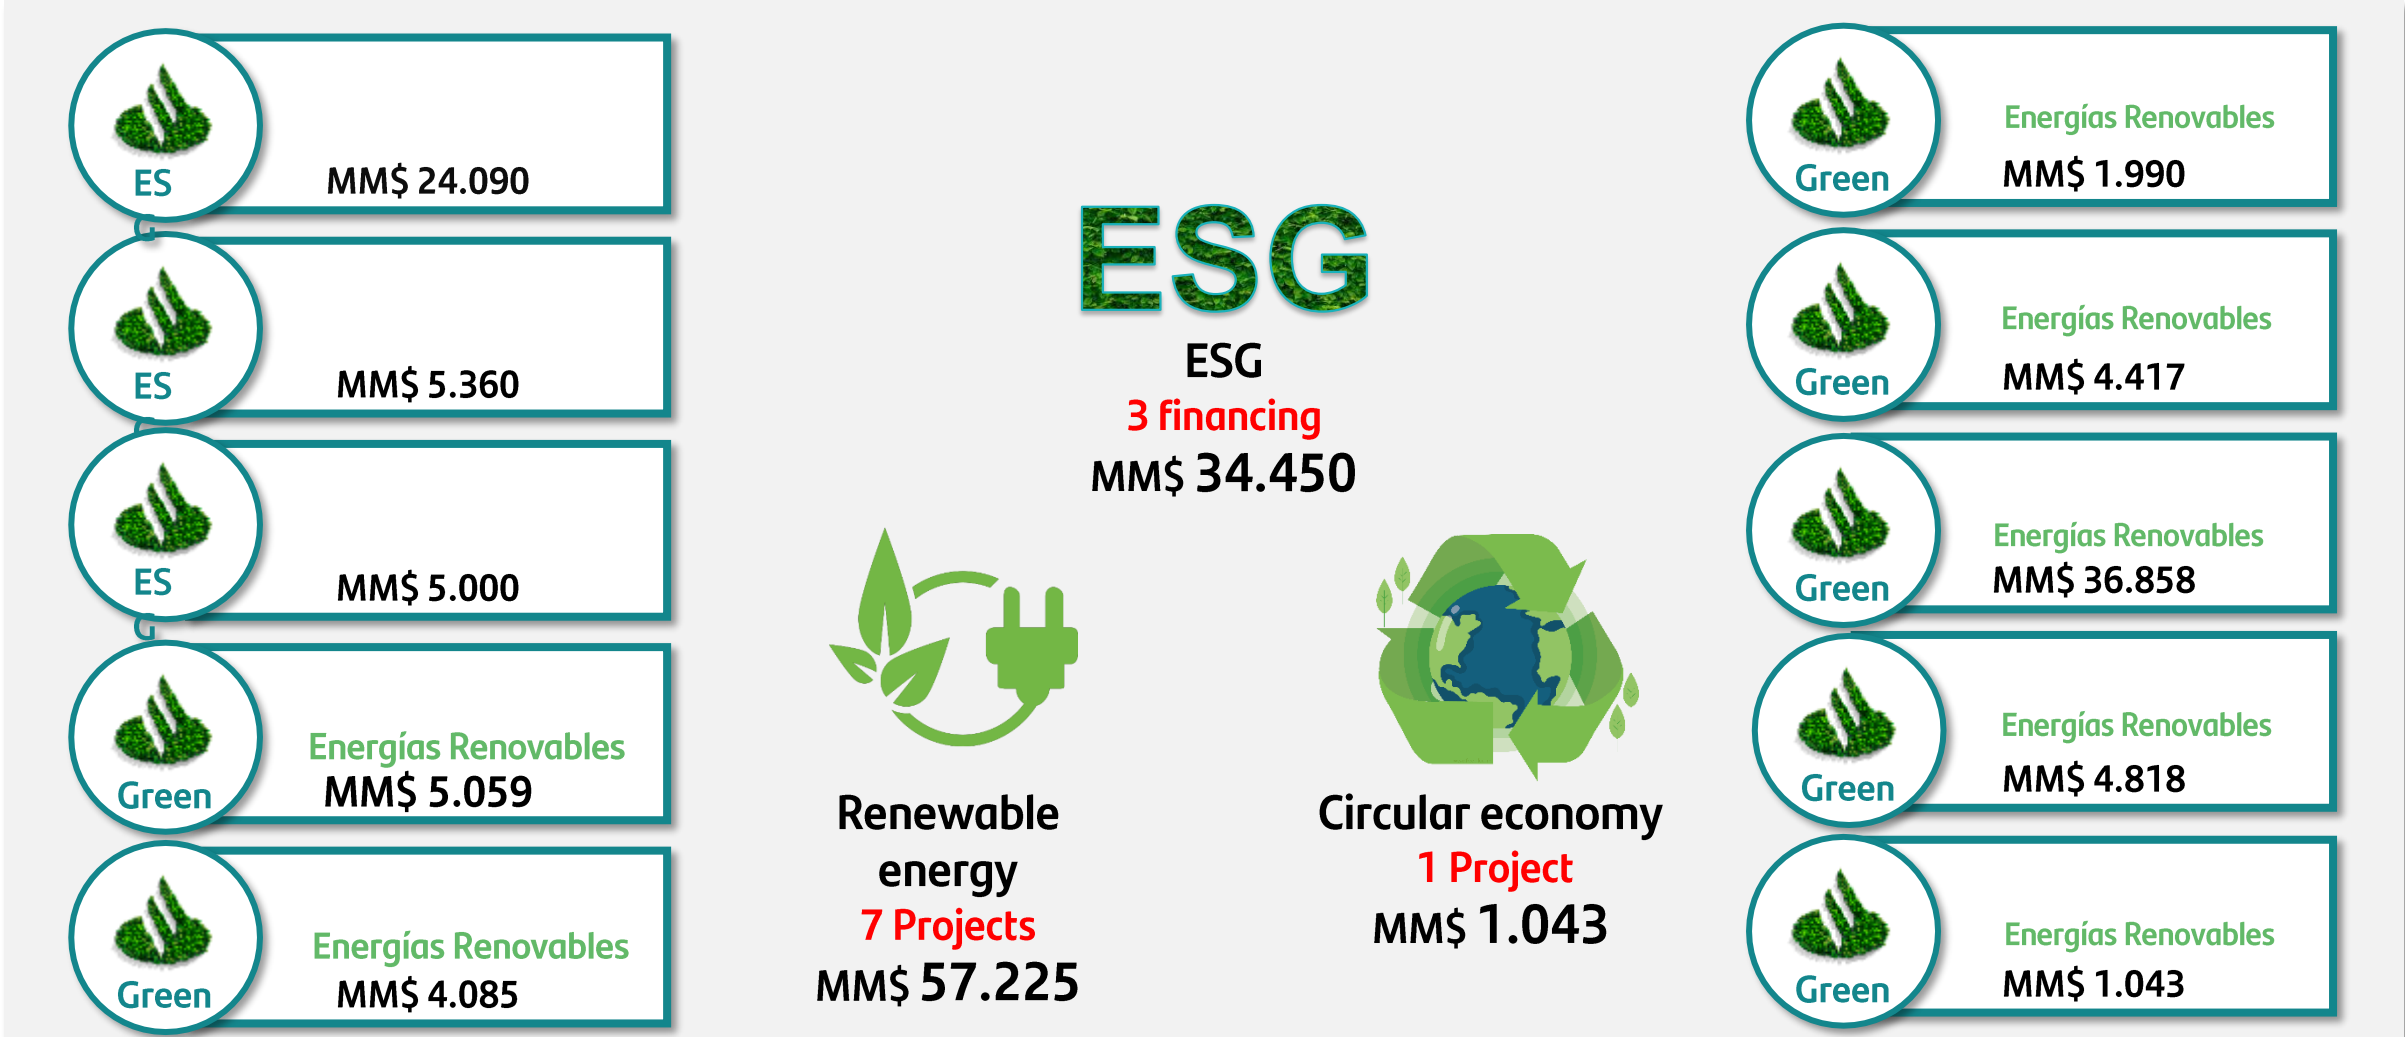 ES
G
MM$ 24.090
ES
MM$ 5.360
ES
G
MM$ 5.000
Green
Energías Renovables
MM$ 5.059
Green
Energías Renovables
MM$ 4.085
ESG
ESG
3 financing
MM$ 34.450
Renewable
energy
7 Projects
MM$ 57.225
Circular economy
1 Project
MM$ 1.043
Green
Energías Renovables
MM$ 1.990
Green
Energías Renovables
MM$ 4.417
Green
Energías Renovables
MM$ 36.858
Green
Energías Renovables
MM$ 4.818
Green
Energías Renovables
MM$ 1.043